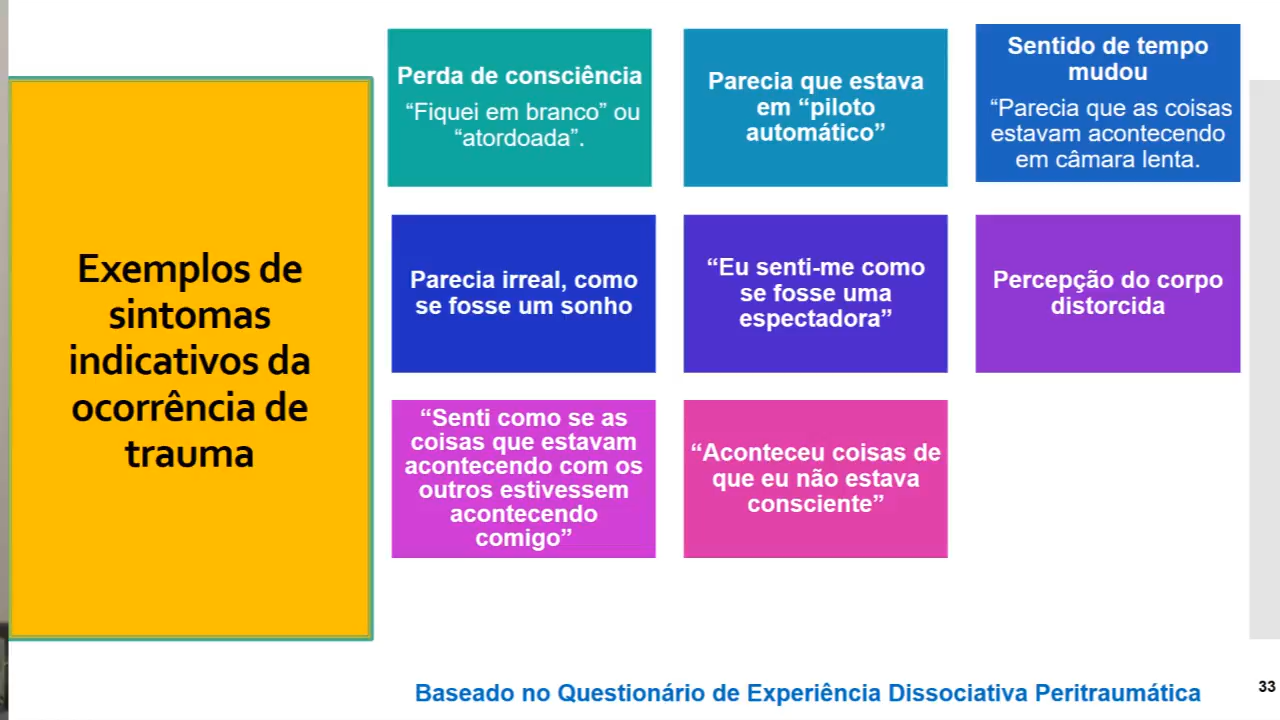 Exemplos de
sintomas
indicativos da
ocorrência de
trauma
Perda de consciência
“Fiquei em branco” ou
“atordoada”.
Parecia que estava
em “piloto
automático”
Sentido de tempo
mudou
“Parecia que as coisas
estavam acontecendo
em câmara lenta.
Parecia irreal, como
se fosse um sonho
“Eu senti-me como
se fosse uma
espectadora”
Percepção do corpo
distorcida
“Senti como se as
coisas que estavam
acontecendo com os
outros estivessem
acontecendo
comigo”
“Aconteceu coisas de
que eu não estava
consciente”
Baseado no Questionário de Experiência Dissociativa Peritraumática
33